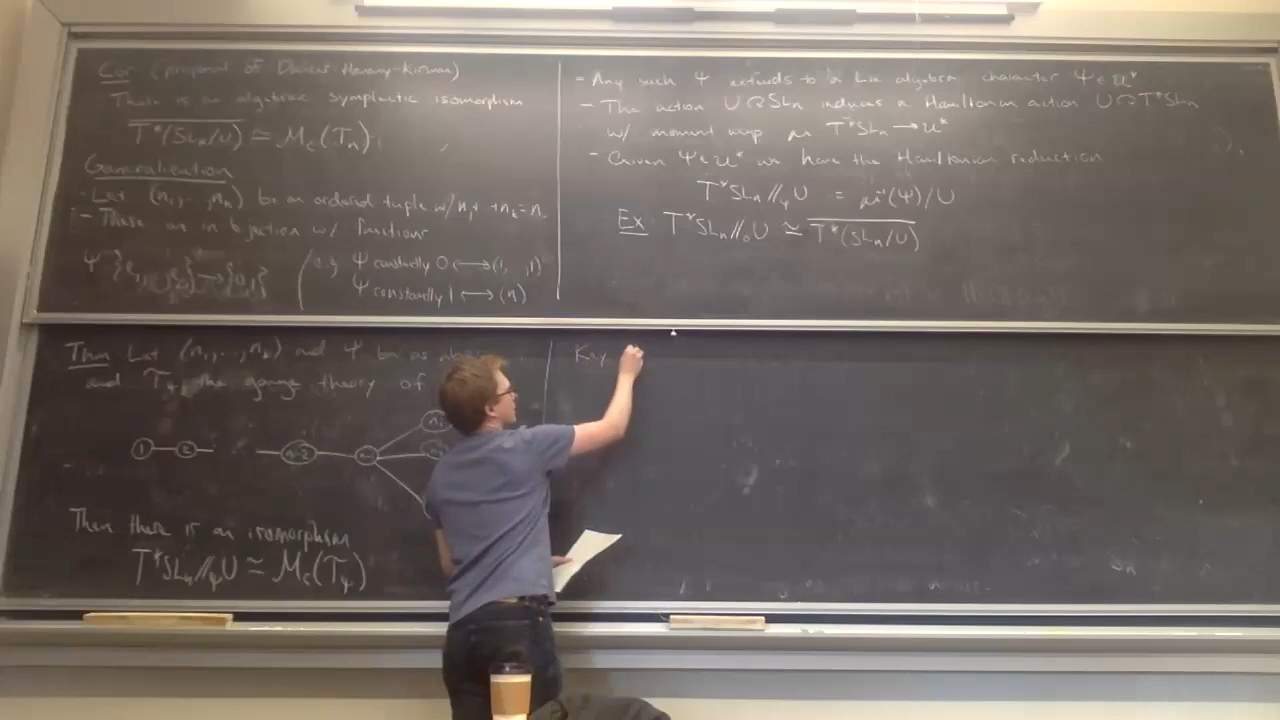 Cor (proposal of Dancer-Hanany-Kirwan)
There is an algebraic symplectic isomorphism
T*(SLn/U) ≃ Mc(Tn).
Generalization
- Let (n1,...,nk) be an ordered tuple w/ n1+ +nk=n.
- These are in bijection w/ functions
Ψ {e1, } → {0,1}
(e.g. Ψ constantly 0 ⟷ (1, ,1)
Ψ constantly 1 ⟷ (n)
- Any such Ψ extends to a Lie algebra character Ψ ∈ u*
- The action U ↻ SLn induces a Hamiltonian action U ↻ T*SLn
w/ moment map μ T*SLn → u*
- Given Ψ ∈ u* we have the Hamiltonian reduction
T*SLn //Ψ U = μ⁻¹(Ψ)/U
Ex T*SLn //0 U ≃ T*(SLn/U)
Thm Let (n1,...,nk) and Ψ be as
and TΨ the gauge theory of
1 2 n-2 n-1 n1
Then there is an isomorphism
T*SLn //Ψ U ≃ Mc(TΨ)
Key